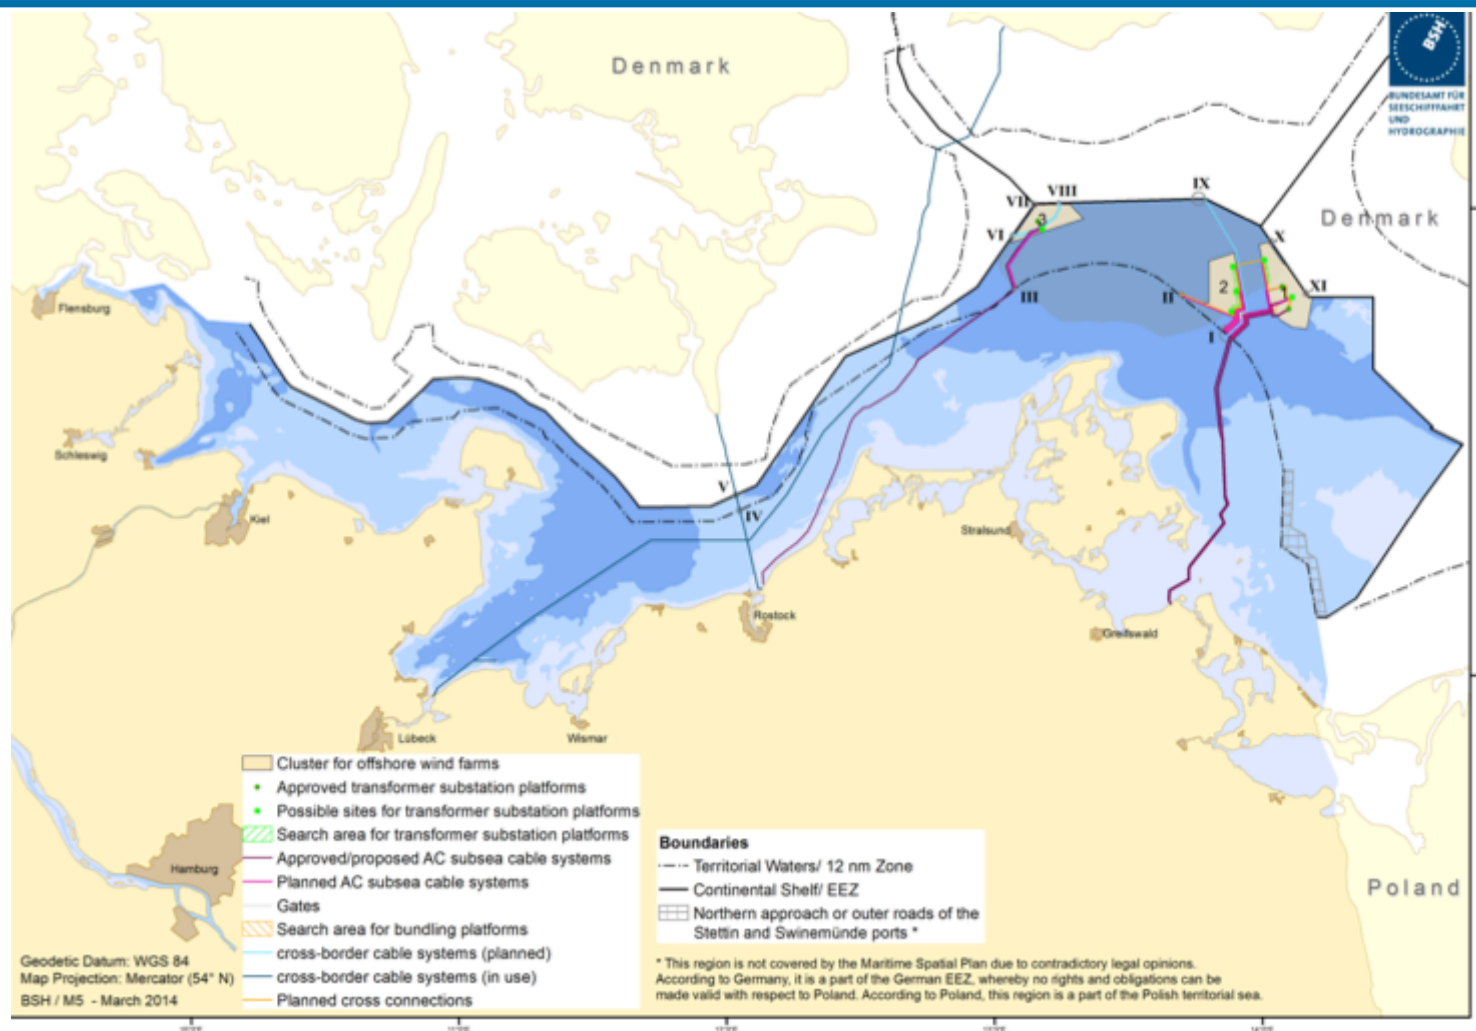 Denmark
BSH
BUNDESAMT FÜR
SEESCHIFFFAHRT
UND
HYDROGRAPHIE
IX
VIII
VII
Denmark
3
VI
X
XI
2
1
II
III
I
Flensburg
Schleswig
V
IV
Kiel
Stralsund
Rostock
Greifswald
Lübeck
Wismar
Hamburg
Poland
Cluster for offshore wind farms
Approved transformer substation platforms
Possible sites for transformer substation platforms
Search area for transformer substation platforms
Approved/proposed AC subsea cable systems
Planned AC subsea cable systems
Gates
Search area for bundling platforms
cross-border cable systems (planned)
cross-border cable systems (in use)
Planned cross connections
Boundaries
Territorial Waters/ 12 nm Zone
Continental Shelf/ EEZ
Northern approach or outer roads of the
Stettin and Swinemünde ports *
* This region is not covered by the Maritime Spatial Plan due to contradictory legal opinions.
According to Germany, it is a part of the German EEZ, whereby no rights and obligations can be
made valid with respect to Poland. According to Poland, this region is a part of the Polish territorial sea.
Geodetic Datum: WGS 84
Map Projection: Mercator (54° N)
BSH / M5 - March 2014